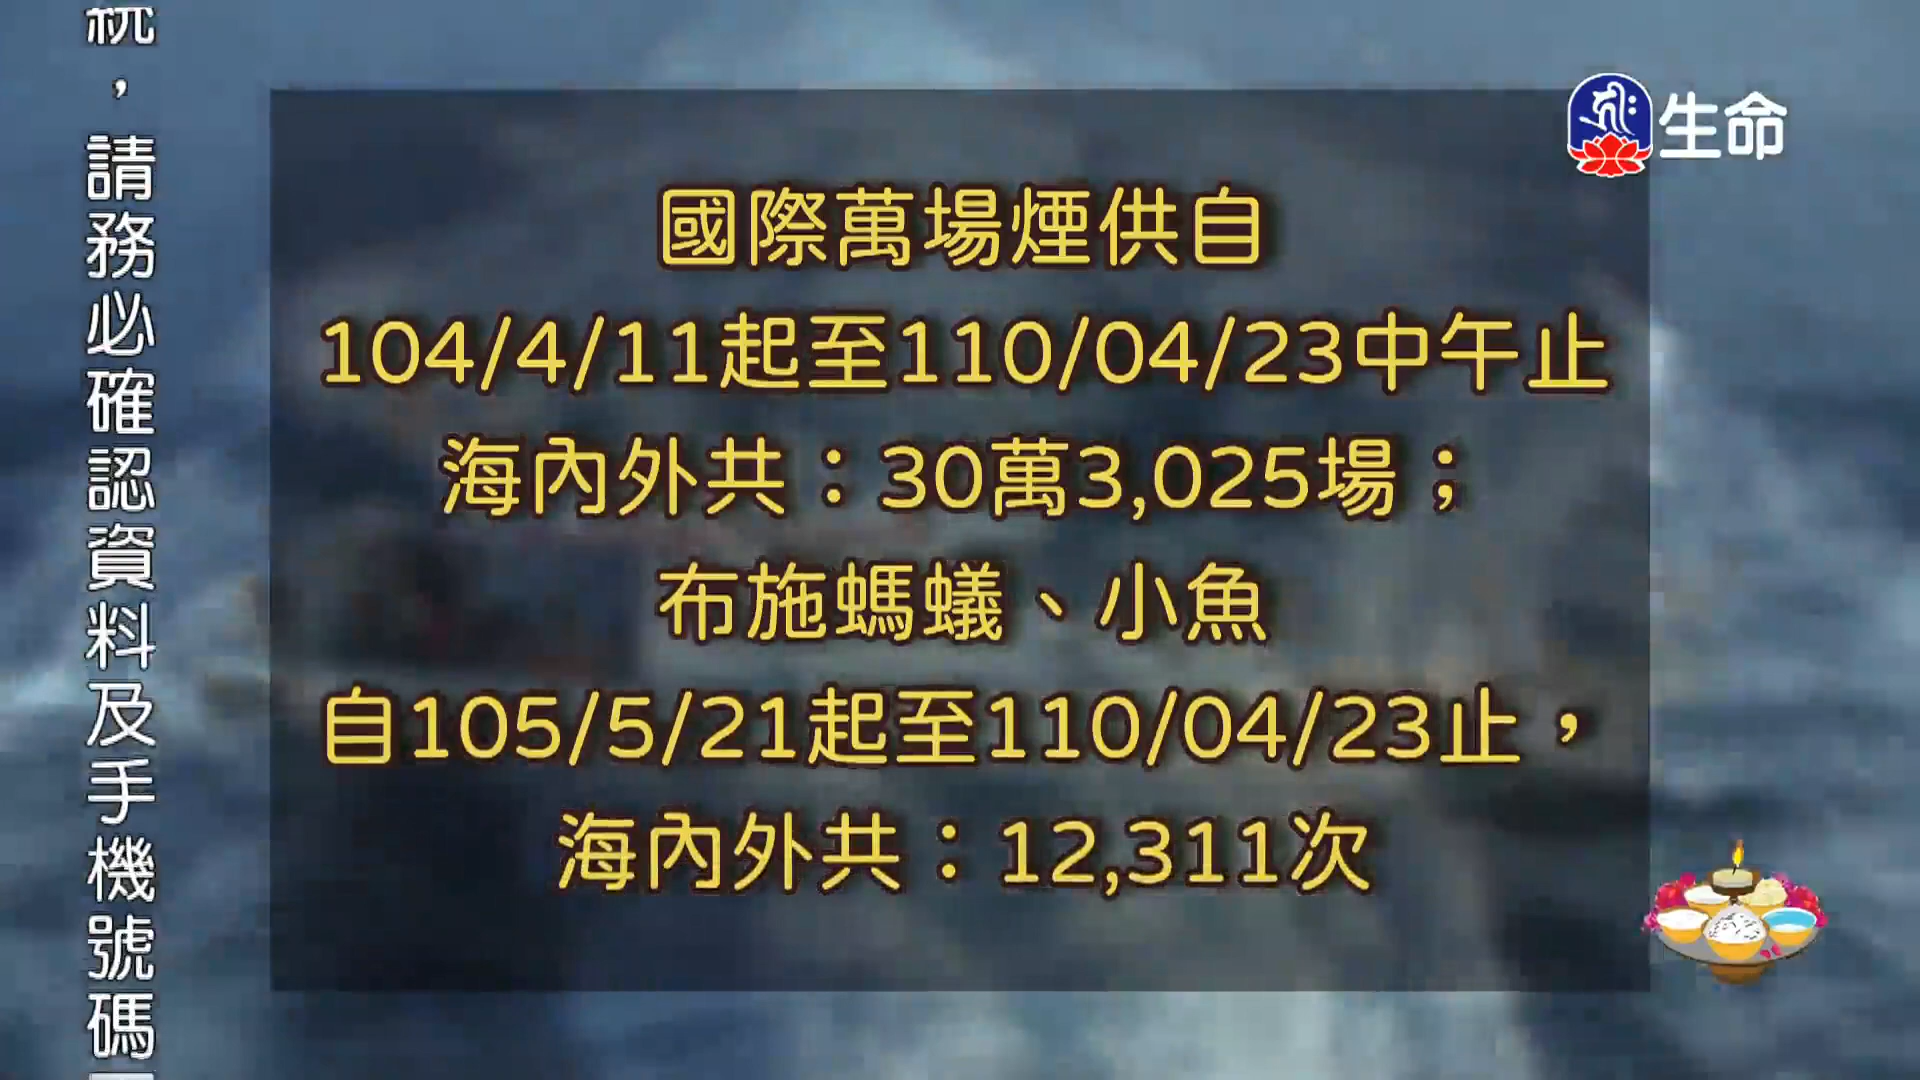 ，請務必確認資料及手機號碼
國際萬場煙供自
104/4/11起至110/04/23中午止
海內外共：30萬3,025場；
布施螞蟻、小魚
自105/5/21起至110/04/23止，
海內外共：12,311次
生命